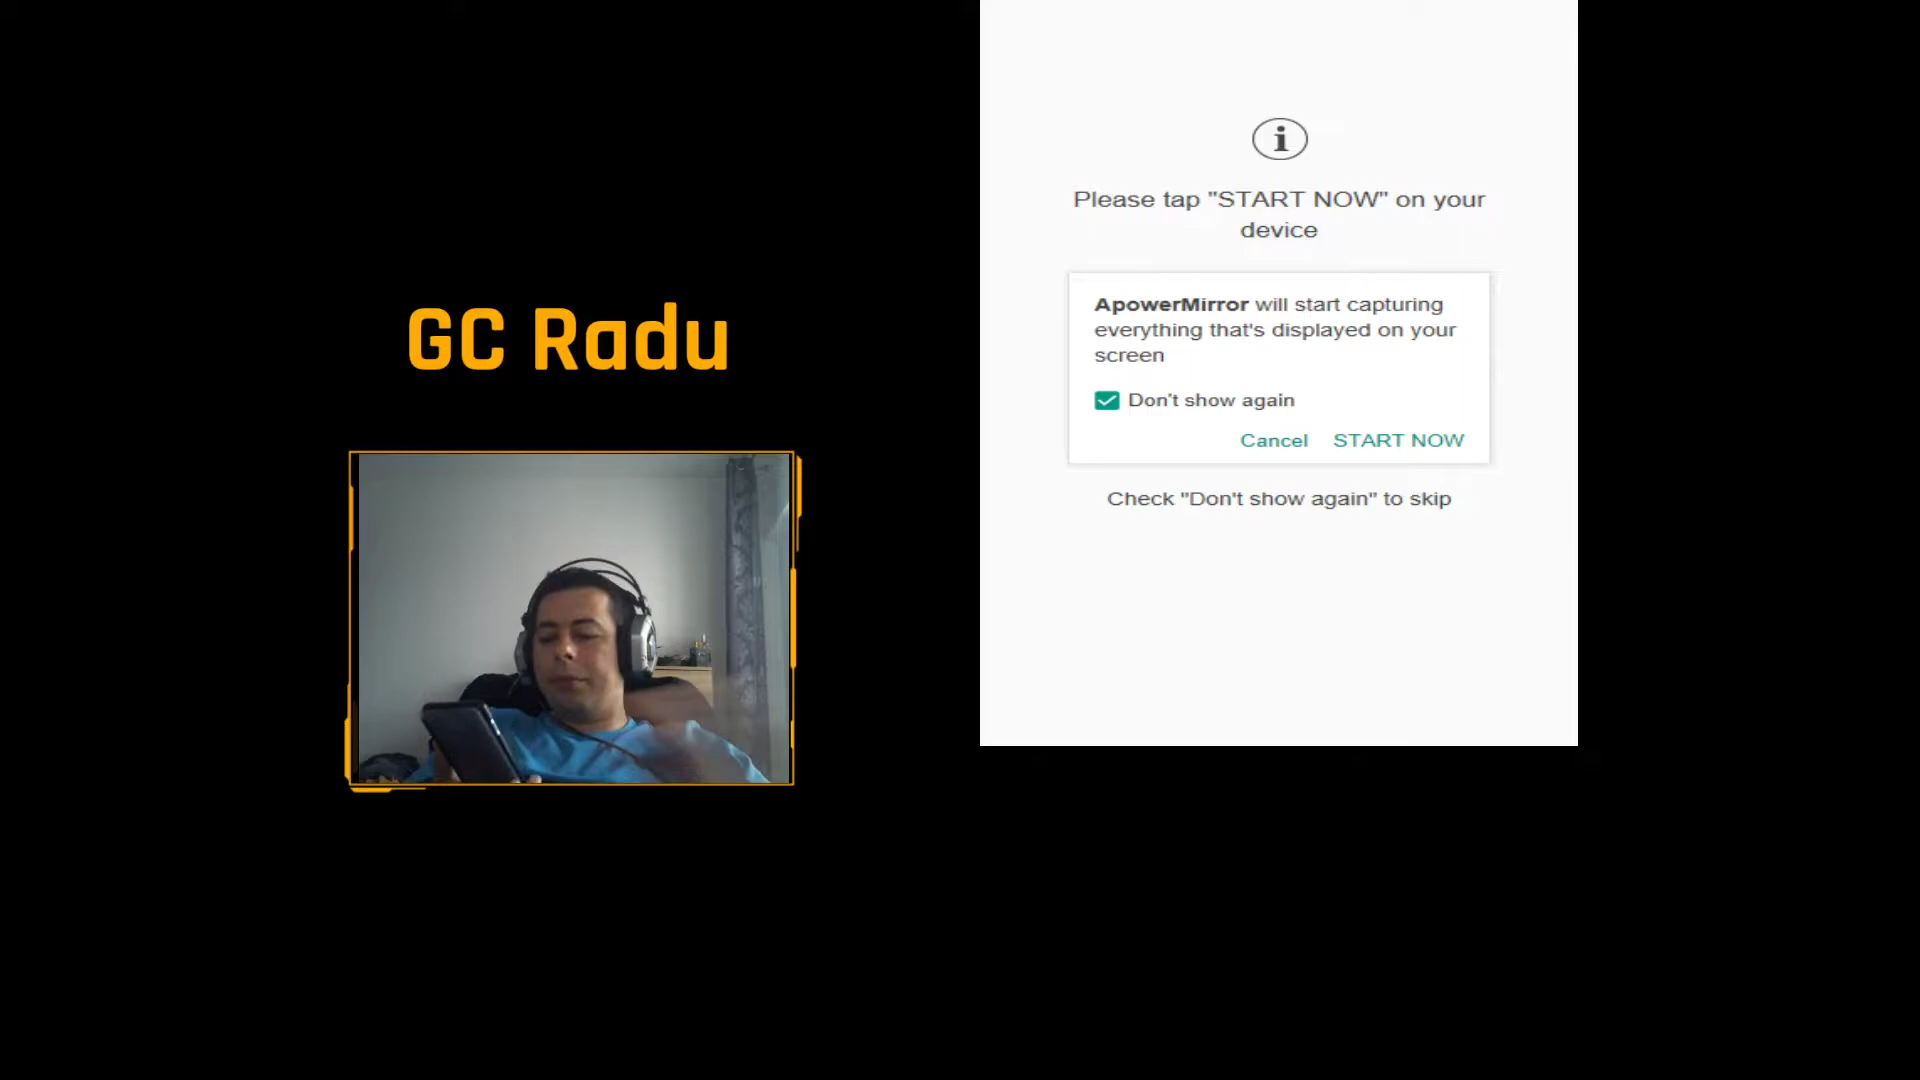 GC Radu
i
Please tap "START NOW" on your
device
ApowerMirror will start capturing
everything that's displayed on your
screen
Don't show again
Cancel START NOW
Check "Don't show again" to skip